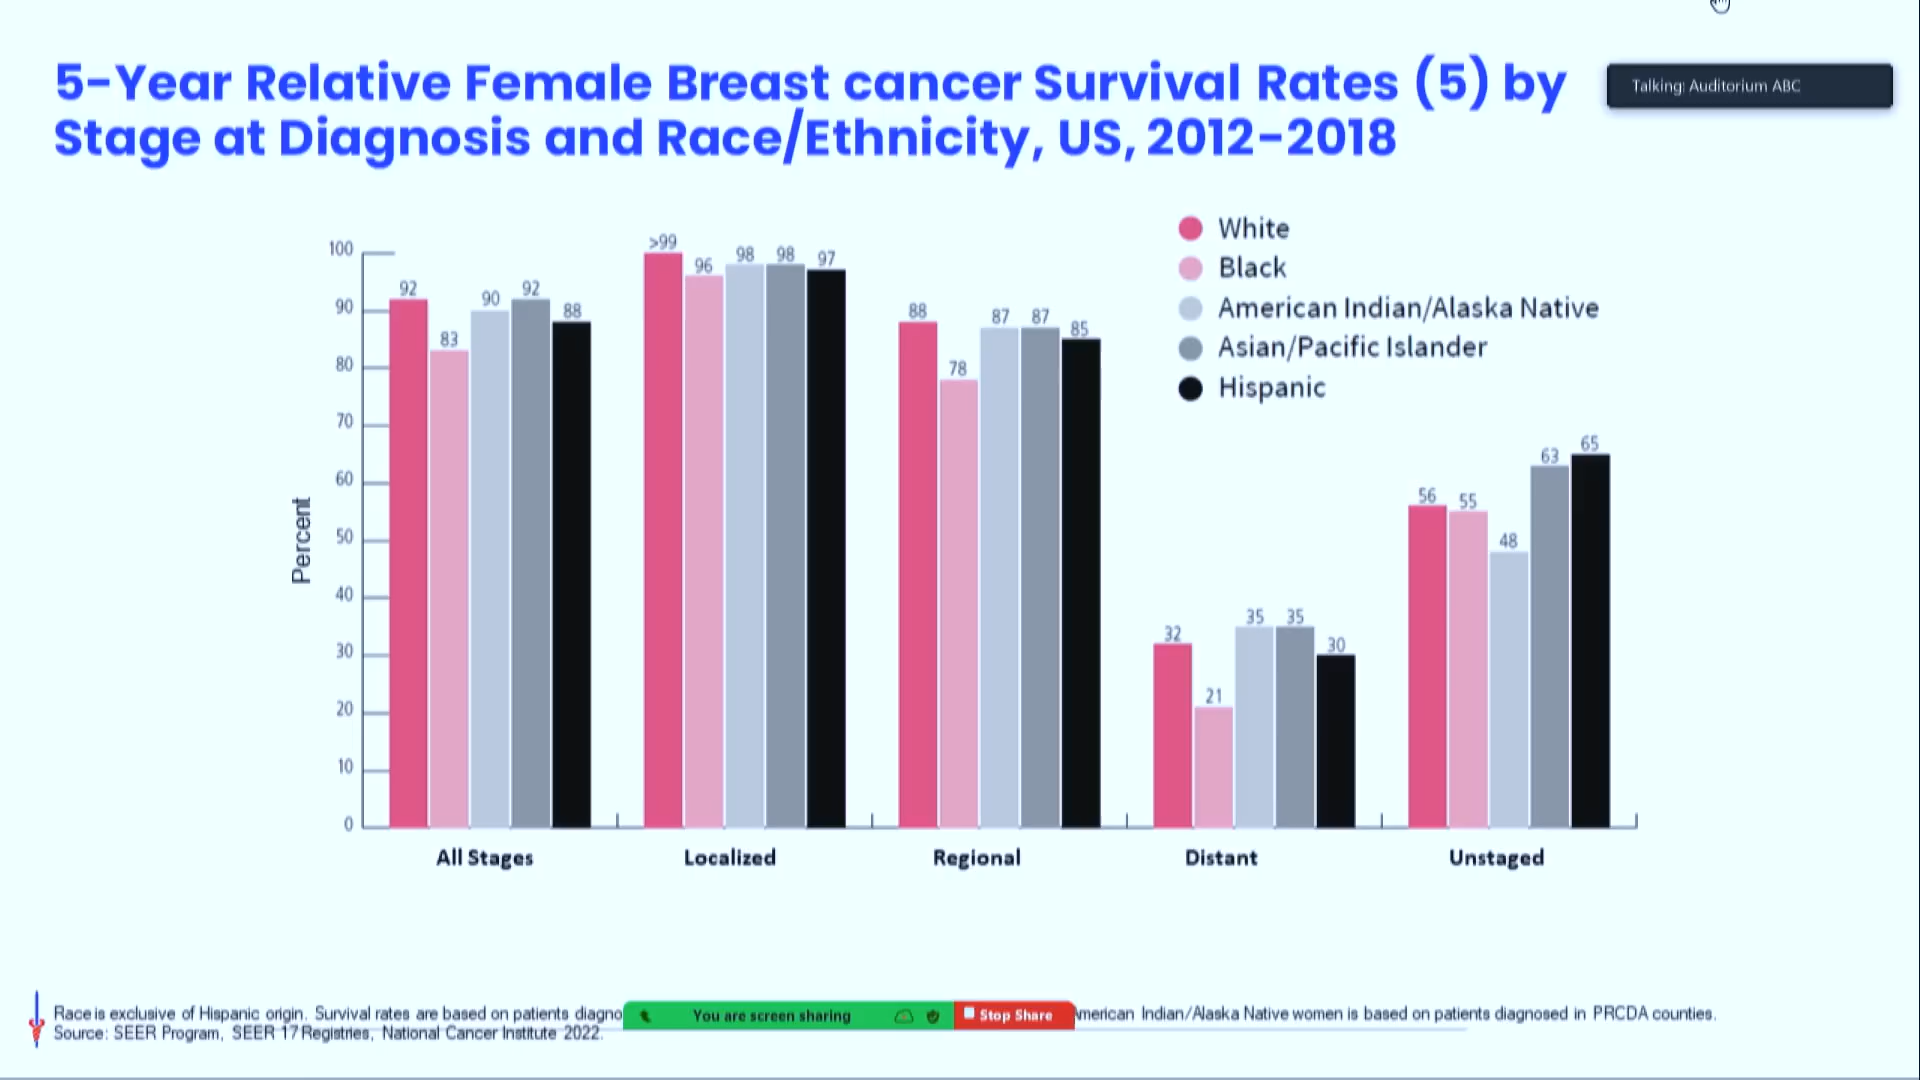 5-Year Relative Female Breast cancer Survival Rates (5) by
Stage at Diagnosis and Race/Ethnicity, US, 2012-2018
Talking: Auditorium ABC
White
Black
American Indian/Alaska Native
Asian/Pacific Islander
Hispanic
Percent
100
90
80
70
60
50
40
30
20
10
0
92 83 90 92 88
>99 96 98 98 97
88 78 87 87 85
32 21 35 35 30
56 55 48 63 65
All Stages Localized Regional Distant Unstaged
Race is exclusive of Hispanic origin. Survival rates are based on patients diagno
You are screen sharing
Stop Share
American Indian/Alaska Native women is based on patients diagnosed in PRCDA counties.
Source: SEER Program, SEER 17 Registries, National Cancer Institute 2022.